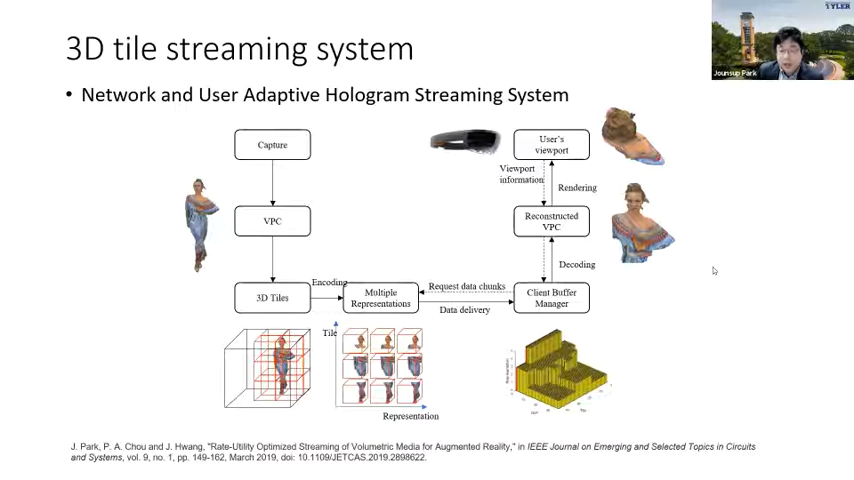 3D tile streaming system
TYLER
Jounsup Park
• Network and User Adaptive Hologram Streaming System
Capture
User's
viewport
Viewport
information
Rendering
VPC
Reconstructed
VPC
Decoding
Encoding
3D Tiles
Multiple
Representations
Request data chunks
Data delivery
Client Buffer
Manager
Tile
Representation
J. Park, P. A. Chou and J. Hwang, "Rate-Utility Optimized Streaming of Volumetric Media for Augmented Reality," in IEEE Journal on Emerging and Selected Topics in Circuits
and Systems, vol. 9, no. 1, pp. 149-162, March 2019, doi: 10.1109/JETCAS.2019.2898622.